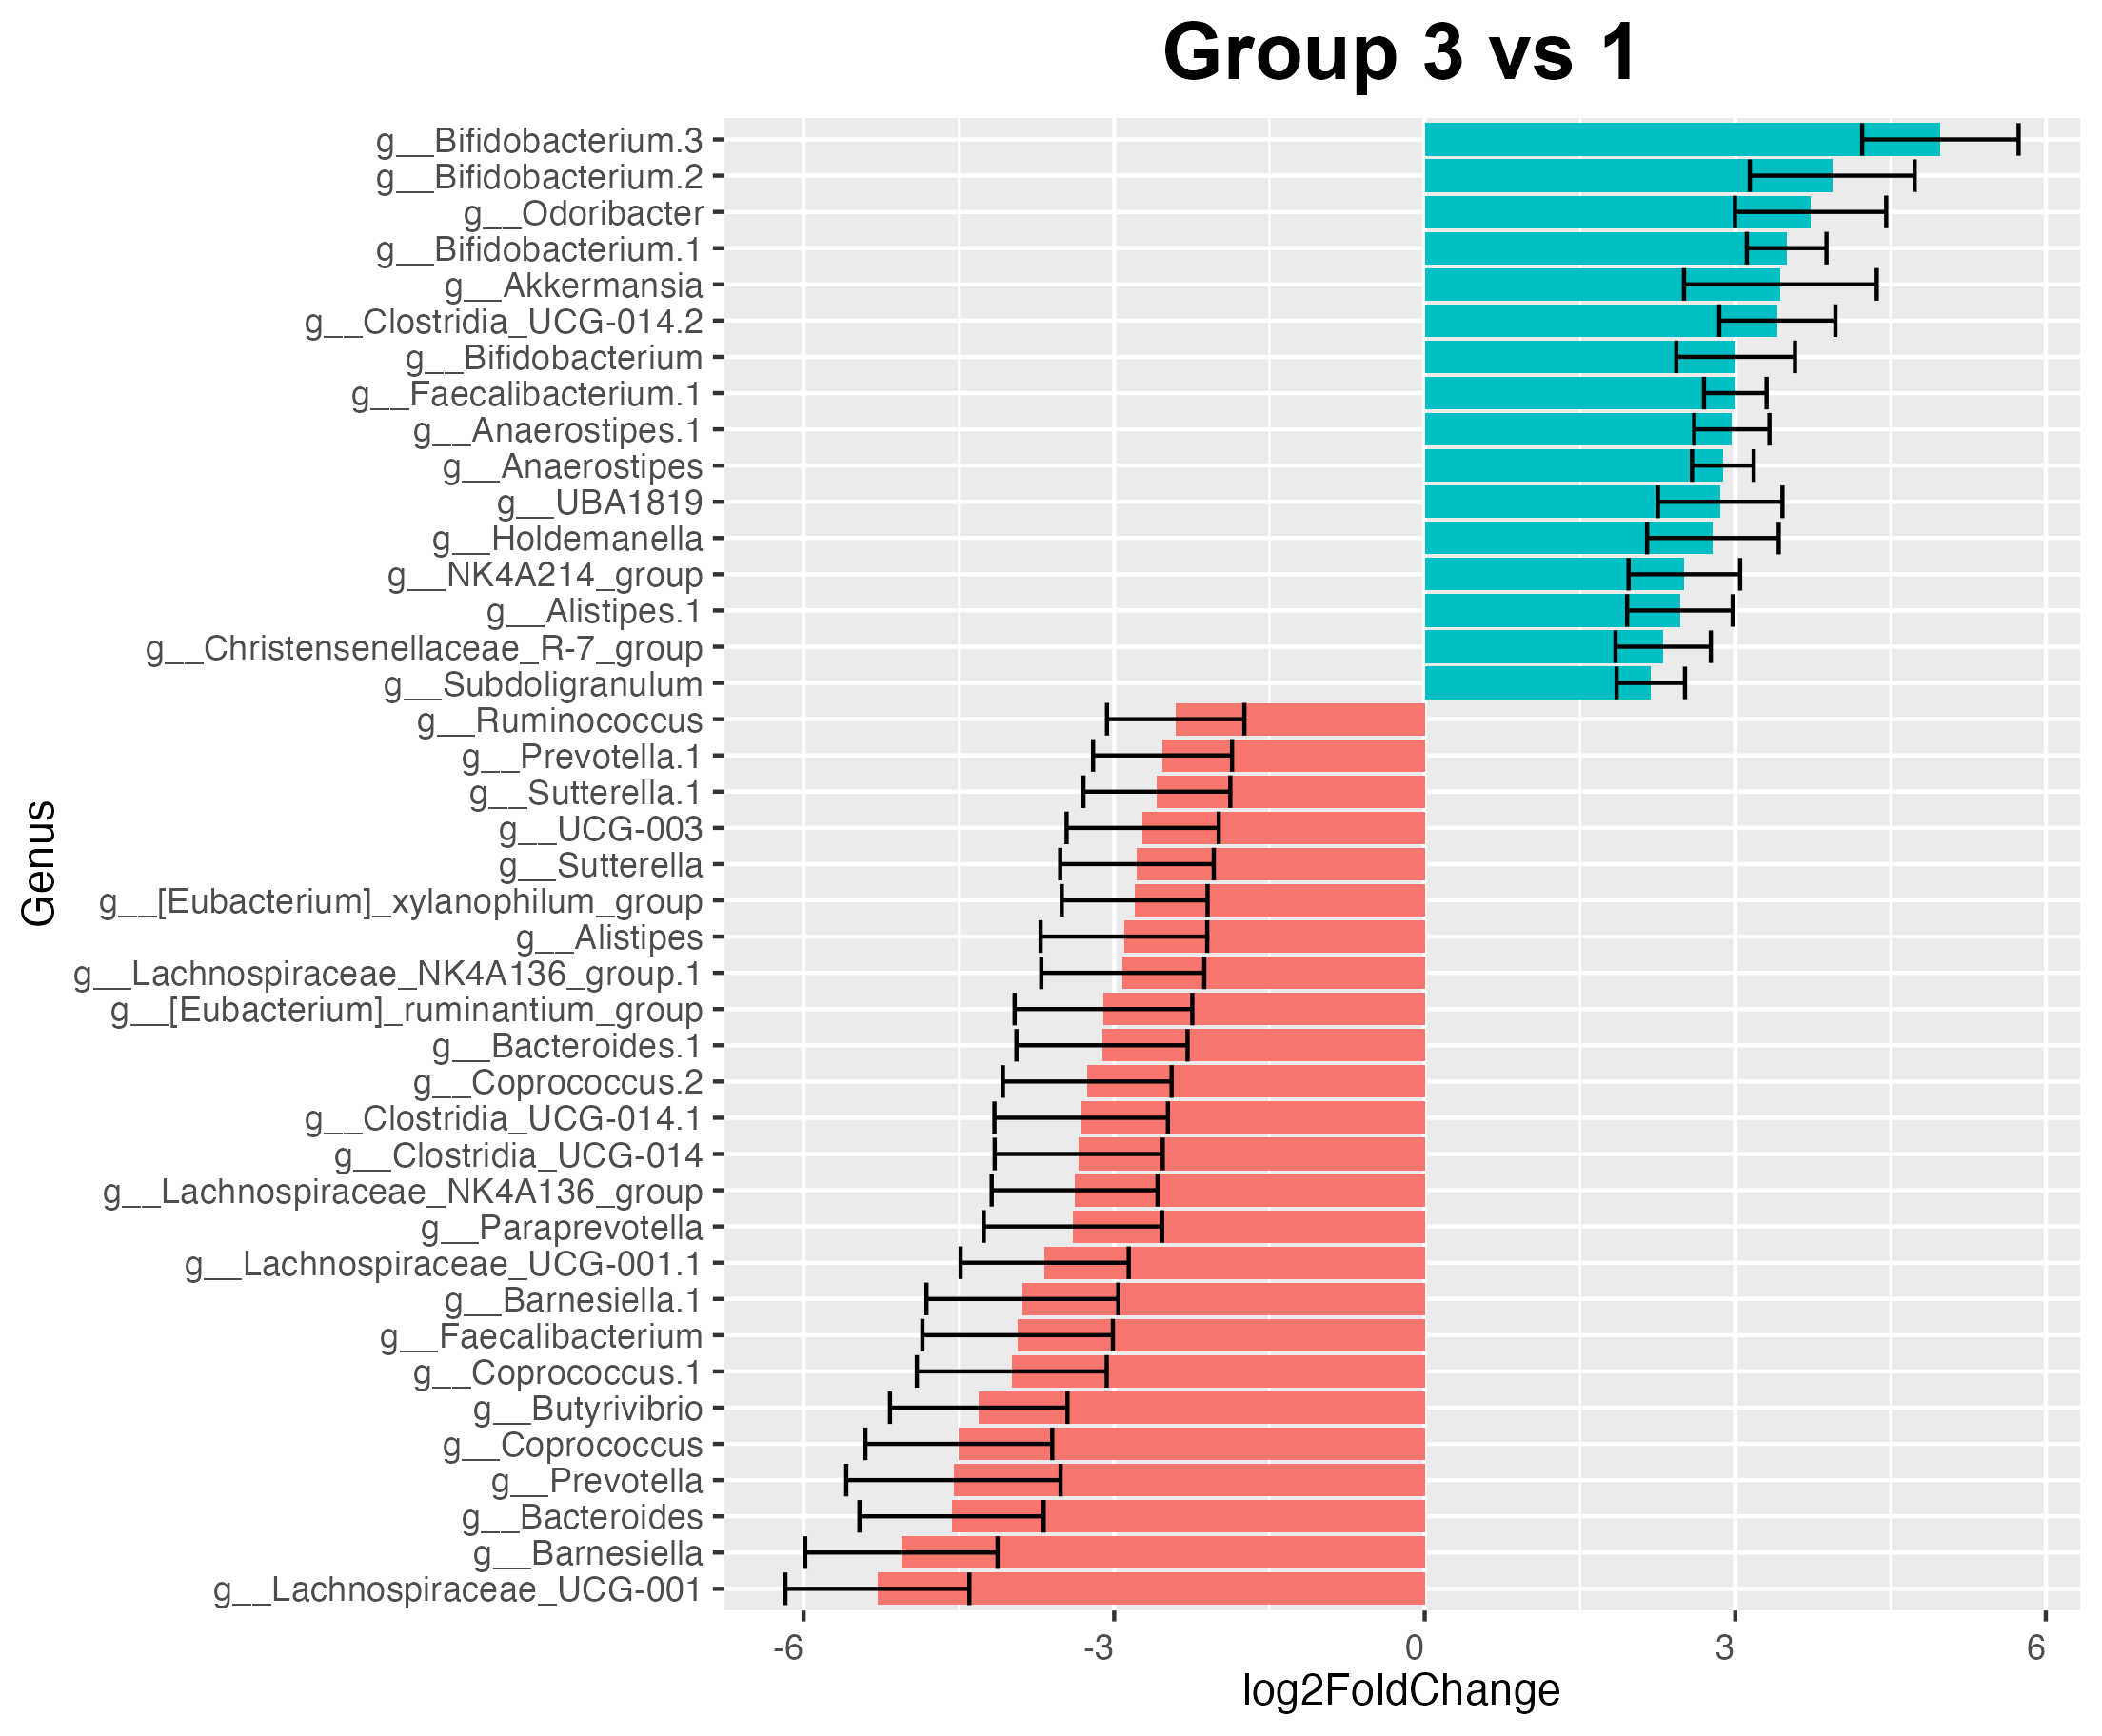 Group 3 vs 1
g__Bifidobacterium.3
g__Bifidobacterium.2
g__Odoribacter
g__Bifidobacterium.1
g__Akkermansia
g__Clostridia_UCG-014.2
g__Bifidobacterium
g__Faecalibacterium.1
g__Anaerostipes.1
g__Anaerostipes
g__UBA1819
g__Holdemanella
g__NK4A214_group
g__Alistipes.1
g__Christensenellaceae_R-7_group
g__Subdoligranulum
g__Ruminococcus
g__Prevotella.1
g__Sutterella.1
g__UCG-003
g__Sutterella
g__[Eubacterium]_xylanophilum_group
g__Alistipes
g__Lachnospiraceae_NK4A136_group.1
g__[Eubacterium]_ruminantium_group
g__Bacteroides.1
g__Coprococcus.2
g__Clostridia_UCG-014.1
g__Clostridia_UCG-014
g__Lachnospiraceae_NK4A136_group
g__Paraprevotella
g__Lachnospiraceae_UCG-001.1
g__Barnesiella.1
g__Faecalibacterium
g__Coprococcus.1
g__Butyrivibrio
g__Coprococcus
g__Prevotella
g__Bacteroides
g__Barnesiella
g__Lachnospiraceae_UCG-001
Genus
-6 -3 0 3 6
log2FoldChange